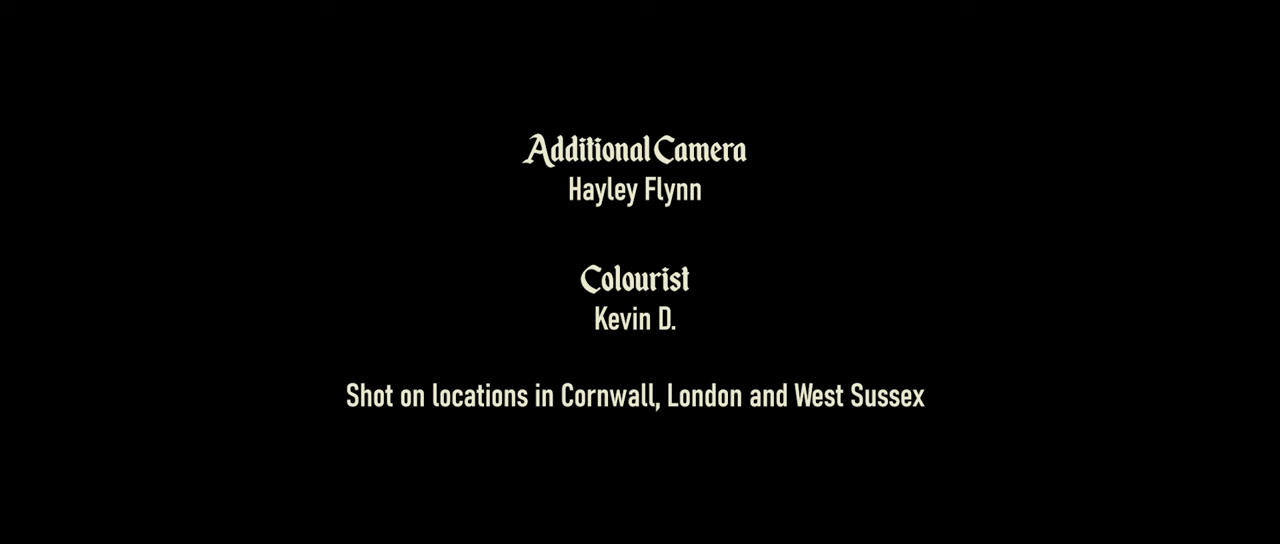 Additional Camera
Hayley Flynn
Colourist
Kevin D.
Shot on locations in Cornwall, London and West Sussex